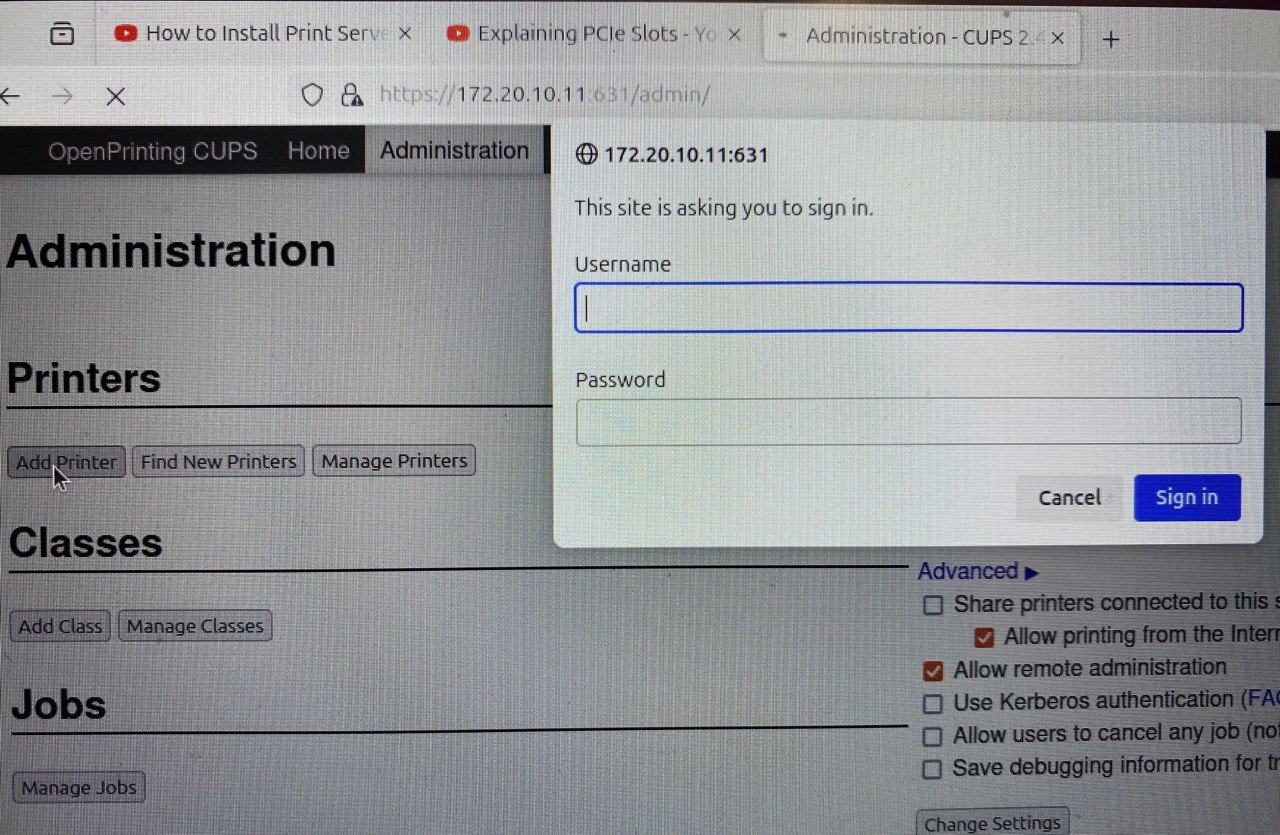 How to Install Print Serve
Explaining PCIe Slots - Yo
Administration - CUPS 2.4
https://172.20.10.11:631/admin/
OpenPrinting CUPS Home Administration
172.20.10.11:631
This site is asking you to sign in.
Username
Password
Cancel Sign in
Administration
Printers
Add Printer Find New Printers Manage Printers
Classes
Add Class Manage Classes
Jobs
Manage Jobs
Advanced ▶
Share printers connected to this s
Allow printing from the Inter
Allow remote administration
Use Kerberos authentication (FA
Allow users to cancel any job (no
Save debugging information for tr
Change Settings